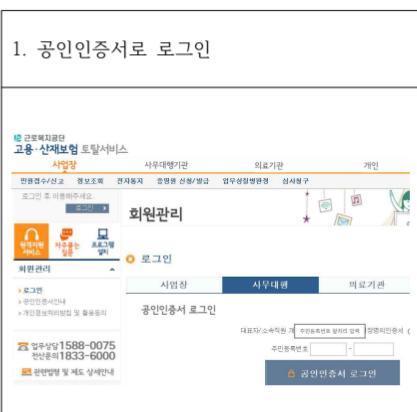 1. 공인인증서로 로그인
근로복지공단
고용·산재보험 토탈서비스
사업장 사무대행기관 의료기관 개인
민원접수/신고 정보조회 전자통지 증명원 신청/발급 업무상질병판정 심사청구
로그인 후 이용해주세요.
로그인
회원관리
원격지원 서비스 자주묻는 질문 프로그램 설치
회원관리
로그인
로그인
공인인증서안내
개인정보처리방침 및 활용동의
사업장 사무대행 의료기관
공인인증서 로그인
대표자/소속직원 개 주민등록번호 앞자리 입력
주민등록번호 -
공인인증서 로그인
업무상담 1588-0075
전산문의 1833-6000
관련법령 및 제도 상세안내